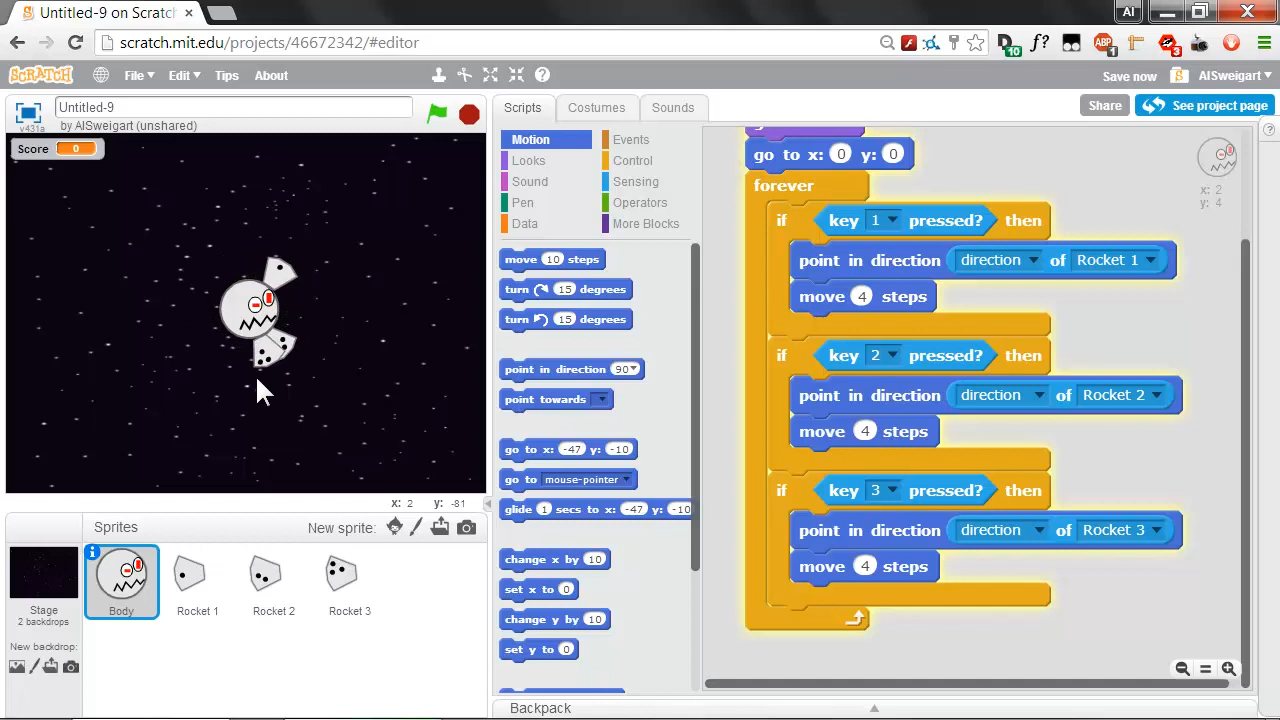 Untitled-9 on Scratch ×
AI
scratch.mit.edu/projects/46672342/#editor
10
f?
ABP
1
3
SCRATCH
File▾ Edit▾ Tips About
Save now
S
AlSweigart▾
v431a
Untitled-9
by AlSweigart (unshared)
Scripts Costumes Sounds
Share
See project page
Score 0
Motion Events
Looks Control
Sound Sensing
Pen Operators
Data More Blocks
move 10 steps
turn 15 degrees
turn 15 degrees
point in direction 90▾
point towards
go to x: -47 y: -10
go to mouse-pointer
glide 1 secs to x: -47 y: -10
change x by 10
set x to 0
change y by 10
set y to 0
go to x: 0 y: 0
forever
if key 1 pressed? then
point in direction direction of Rocket 1
move 4 steps
if key 2 pressed? then
point in direction direction of Rocket 2
move 4 steps
if key 3 pressed? then
point in direction direction of Rocket 3
move 4 steps
x: 2
y: 4
x: 2 y: -81
Sprites New sprite:
i
Stage
2 backdrops
New backdrop:
Body
Rocket 1
Rocket 2
Rocket 3
Backpack
?